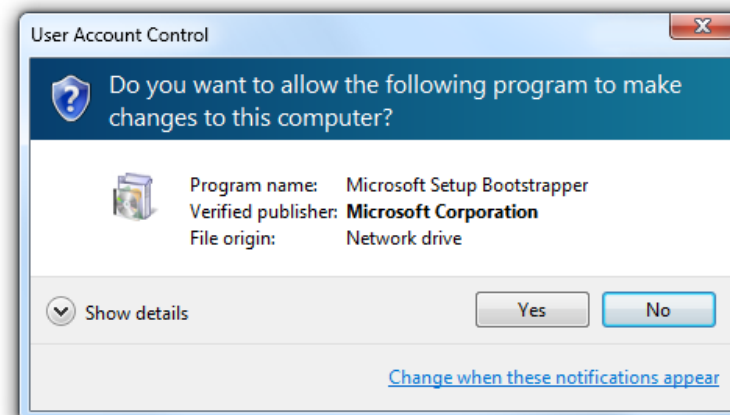 User Account Control
Do you want to allow the following program to make
changes to this computer?
Program name: Microsoft Setup Bootstrapper
Verified publisher: Microsoft Corporation
File origin: Network drive
Show details Yes No
Change when these notifications appear